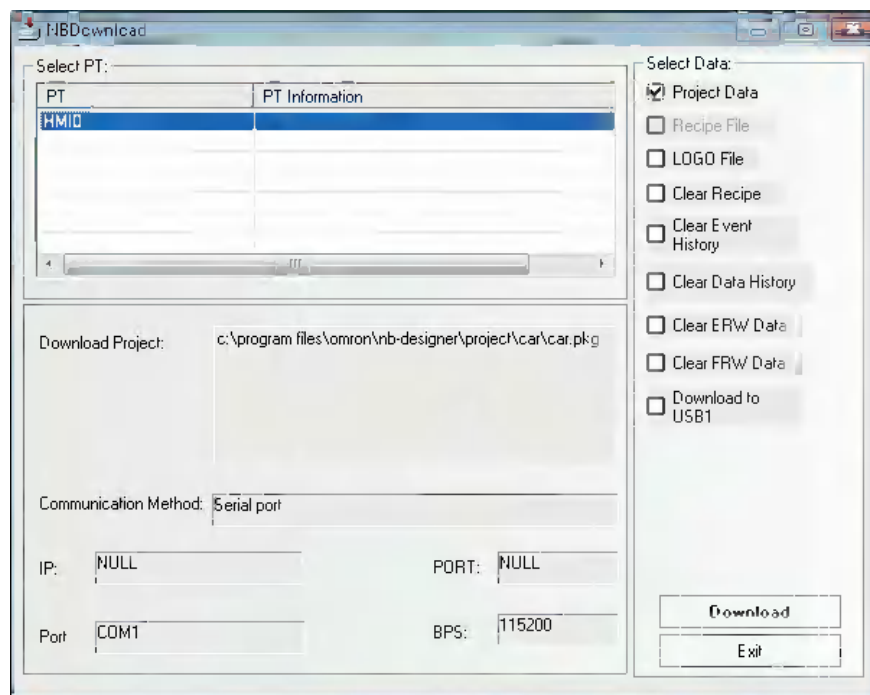 NBDownload
Select PT:
PT PT Information
HMI0
Download Project: c:\program files\omron\nb-designer\project\car\car.pkg
Communication Method: Serial port
IP: NULL PORT: NULL
Port COM1 BPS: 115200
Select Data:
Project Data
Recipe File
LOGO File
Clear Recipe
Clear Event
History
Clear Data History
Clear ERW Data
Clear FRW Data
Download to
USB1
Download
Exit